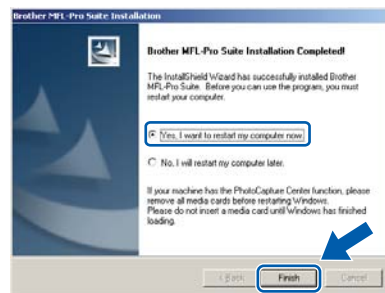 Brother MFL-Pro Suite Installation
Brother MFL-Pro Suite Installation Completed!
The InstallShield Wizard has successfully installed Brother
MFL-Pro Suite. Before you can use the program, you must
restart your computer.
Yes, I want to restart my computer now.
No, I will restart my computer later.
If your machine has the PhotoCapture Center function, please
remove all media cards before restarting Windows.
Please do not insert a media card until Windows has finished
loading.
< Back Finish Cancel